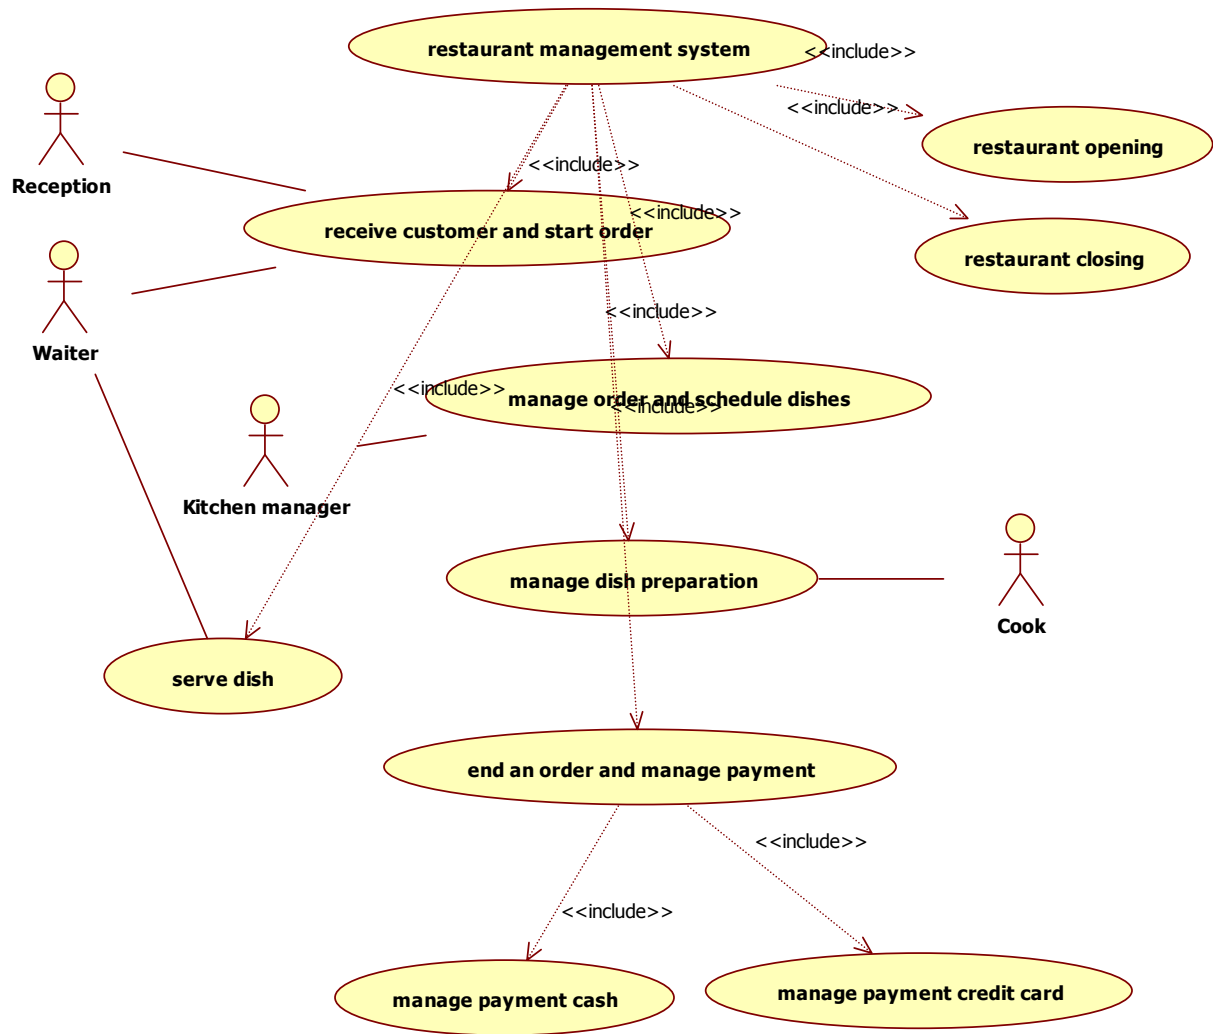 restaurant management system
<<include>>
<<include>>
restaurant opening
Reception
<<include>>
<<include>>
receive customer and start order
restaurant closing
Waiter
<<include>>
<<include>>
manage order and schedule dishes
<<include>>
Kitchen manager
manage dish preparation
Cook
serve dish
end an order and manage payment
<<include>>
<<include>>
manage payment cash
manage payment credit card